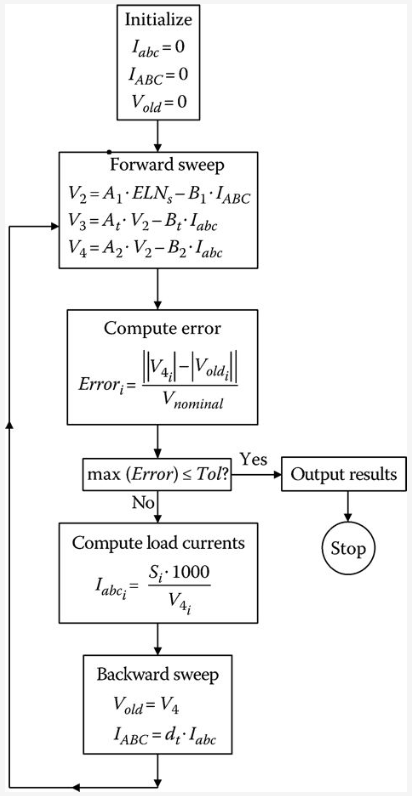 Initialize
I_abc = 0
I_ABC = 0
V_old = 0
Forward sweep
V_2 = A_1 · ELN_s – B_1 · I_ABC
V_3 = A_t · V_2 – B_t · I_abc
V_4 = A_2 · V_2 – B_2 · I_abc
Compute error
Error_i = ||V_4_i| – |V_old_i|| / V_nominal
max (Error) ≤ Tol?
Yes
Output results
No
Stop
Compute load currents
I_abc_i = S_i · 1000 / V_4_i
Backward sweep
V_old = V_4
I_ABC = d_t · I_abc